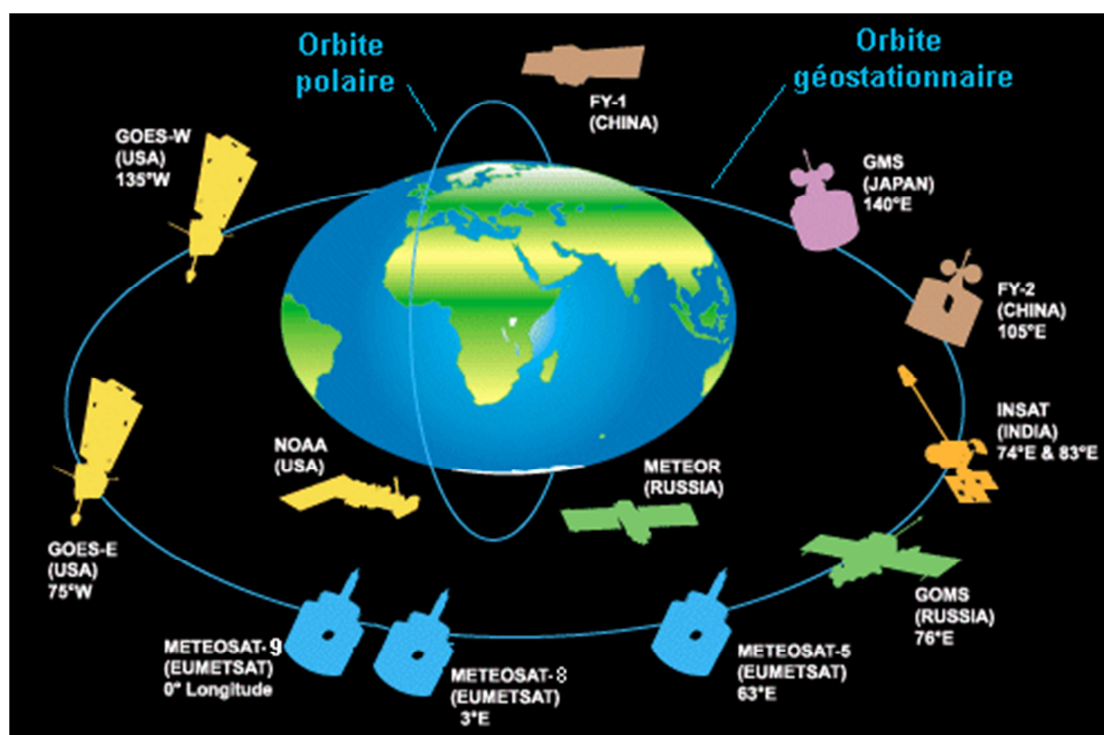 Orbite
polaire
Orbite
géostationnaire
FY-1
(CHINA)
GOES-W
(USA)
135°W
GMS
(JAPAN)
140°E
FY-2
(CHINA)
105°E
INSAT
(INDIA)
74°E & 83°E
NOAA
(USA)
METEOR
(RUSSIA)
GOES-E
(USA)
75°W
GOMS
(RUSSIA)
76°E
METEOSAT-9
(EUMETSAT)
0° Longitude
METEOSAT-8
(EUMETSAT)
3°E
METEOSAT-5
(EUMETSAT)
63°E